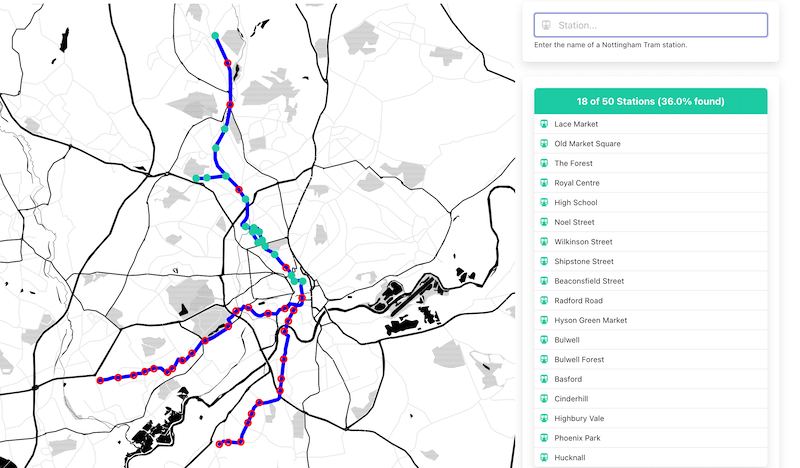 Station...
Enter the name of a Nottingham Tram station.
18 of 50 Stations (36.0% found)
Lace Market
Old Market Square
The Forest
Royal Centre
High School
Noel Street
Wilkinson Street
Shipstone Street
Beaconsfield Street
Radford Road
Hyson Green Market
Bulwell
Bulwell Forest
Basford
Cinderhill
Highbury Vale
Phoenix Park
Hucknall